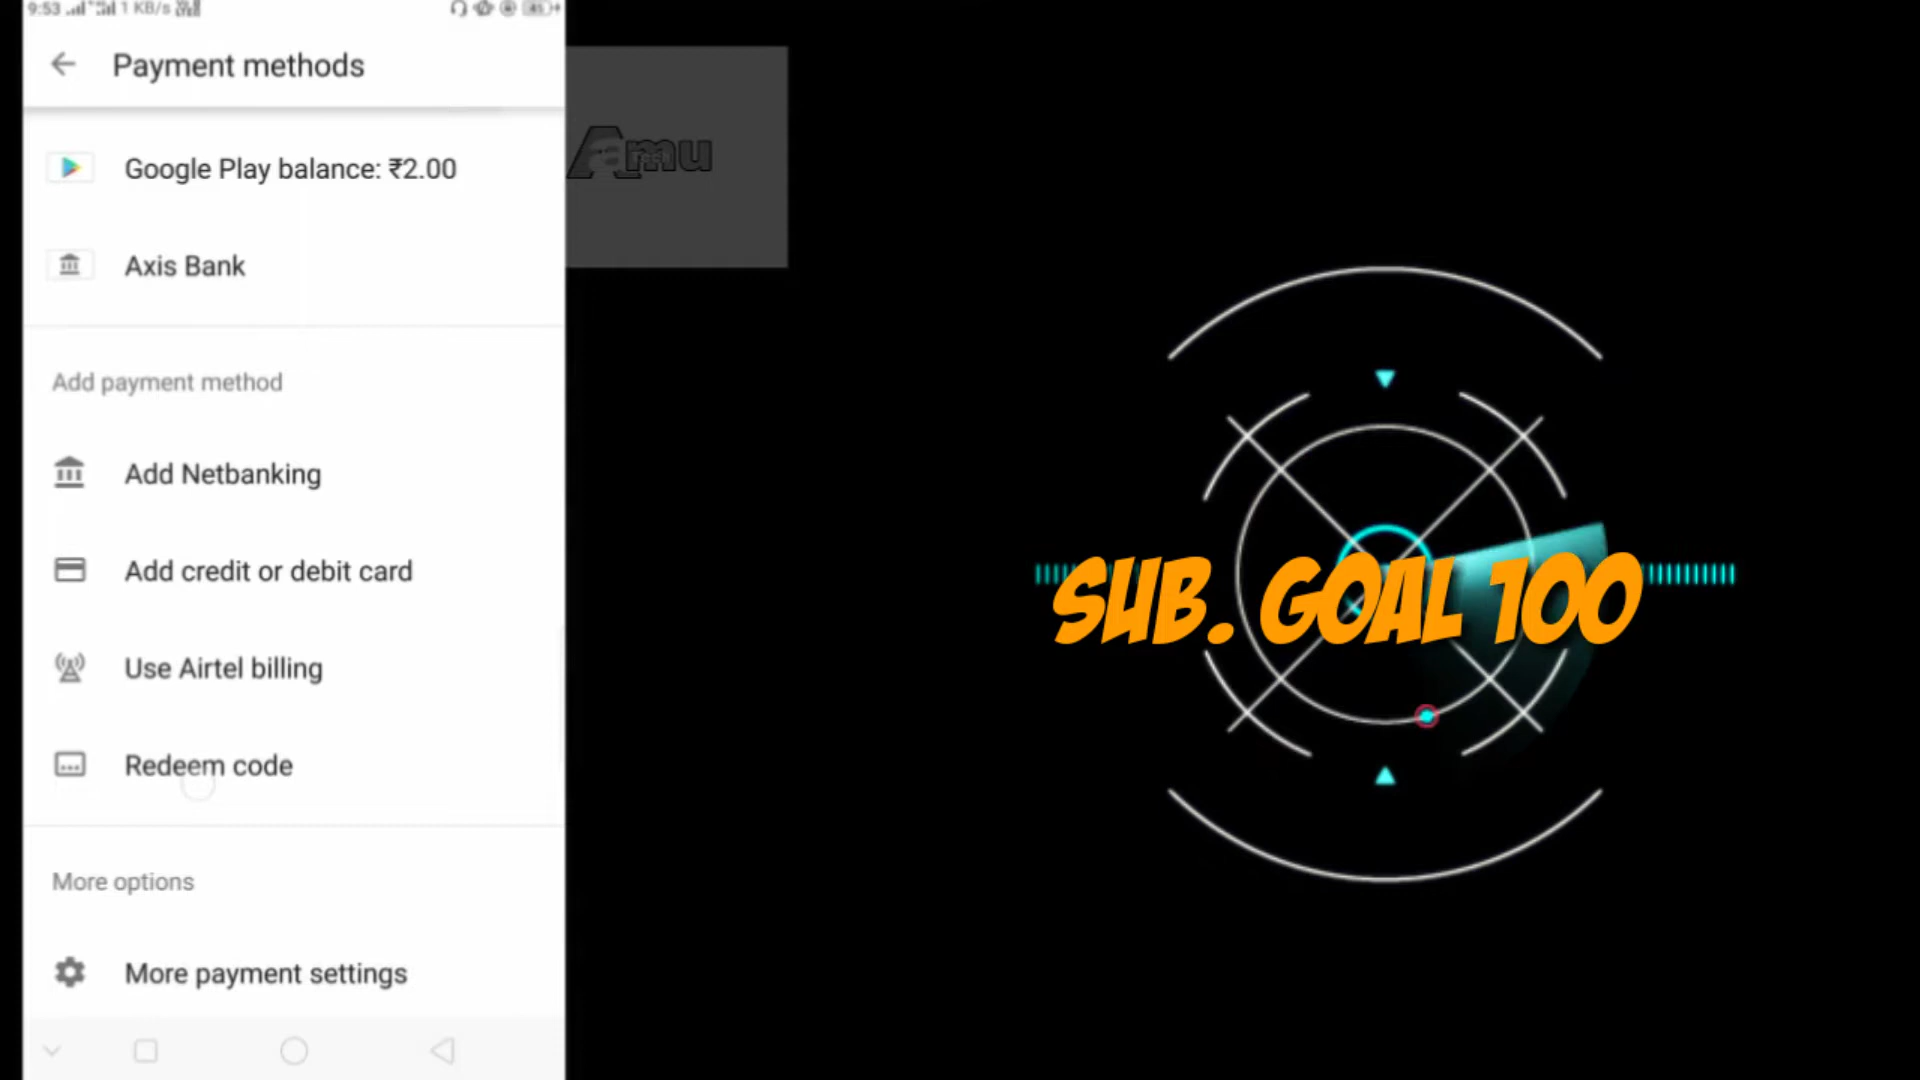 9:53
1 KB/s
Payment methods
Google Play balance: ₹2.00
Axis Bank
Add payment method
Add Netbanking
Add credit or debit card
Use Airtel billing
Redeem code
More options
More payment settings
Amu
Tech
SUB. GOAL 100